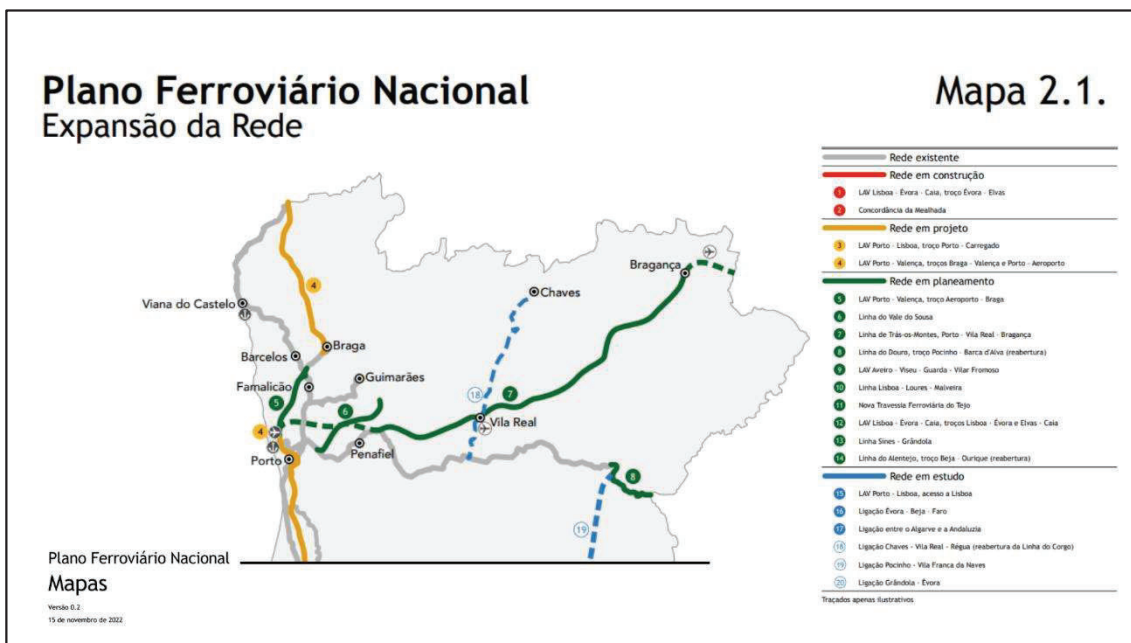 Plano Ferroviário Nacional
Expansão da Rede
Mapa 2.1.
Rede existente
Rede em construção
1 LAV Lisboa - Évora - Caia, troço Évora - Elvas
2 Concordância da Mealhada
Rede em projeto
3 LAV Porto - Lisboa, troço Porto - Carregado
4 LAV Porto - Valença, troços Braga - Valença e Porto - Aeroporto
Rede em planeamento
5 LAV Porto - Valença, troço Aeroporto - Braga
6 Linha do Vale do Sousa
7 Linha de Trás-os-Montes, Porto - Vila Real - Bragança
8 Linha do Douro, troço Pocinho - Barca d'Alva (reabertura)
9 LAV Aveiro - Viseu - Guarda - Vilar Fromoso
10 Linha Lisboa - Loures - Malveira
11 Nova Travessia Ferroviária do Tejo
12 LAV Lisboa - Évora - Caia, troços Lisboa - Évora e Elvas - Caia
13 Linha Sines - Grândola
14 Linha do Alentejo, troço Beja - Ourique (reabertura)
Rede em estudo
15 LAV Porto - Lisboa, acesso a Lisboa
16 Ligação Évora - Beja - Faro
17 Ligação entre o Algarve e a Andaluzia
18 Ligação Chaves - Vila Real - Régua (reabertura da Linha do Corgo)
19 Ligação Pocinho - Vila Franca da Naves
20 Ligação Grândola - Évora
Traçados apenas ilustrativos
Bragança
4
Chaves
Viana do Castelo
Braga
Barcelos
Guimarães
Famalicão
18
7
5
6
Vila Real
4
Penafiel
Porto
8
19
Plano Ferroviário Nacional
Mapas
Versão 0.2
15 de novembro de 2022